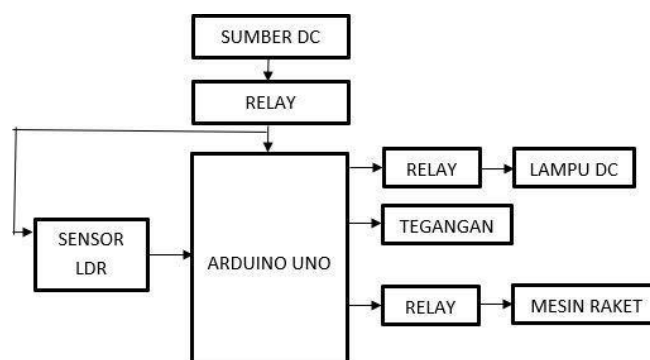 SUMBER DC
RELAY
RELAY
LAMPU DC
TEGANGAN
SENSOR
LDR
ARDUINO UNO
RELAY
MESIN RAKET